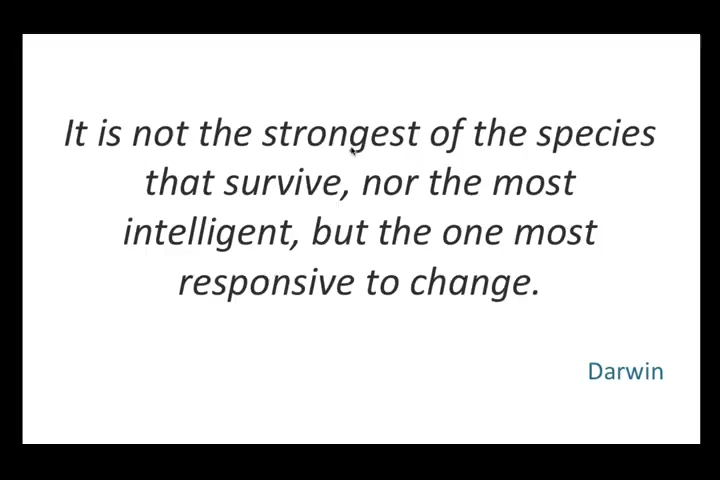 It is not the strongest of the species
that survive, nor the most
intelligent, but the one most
responsive to change.
Darwin